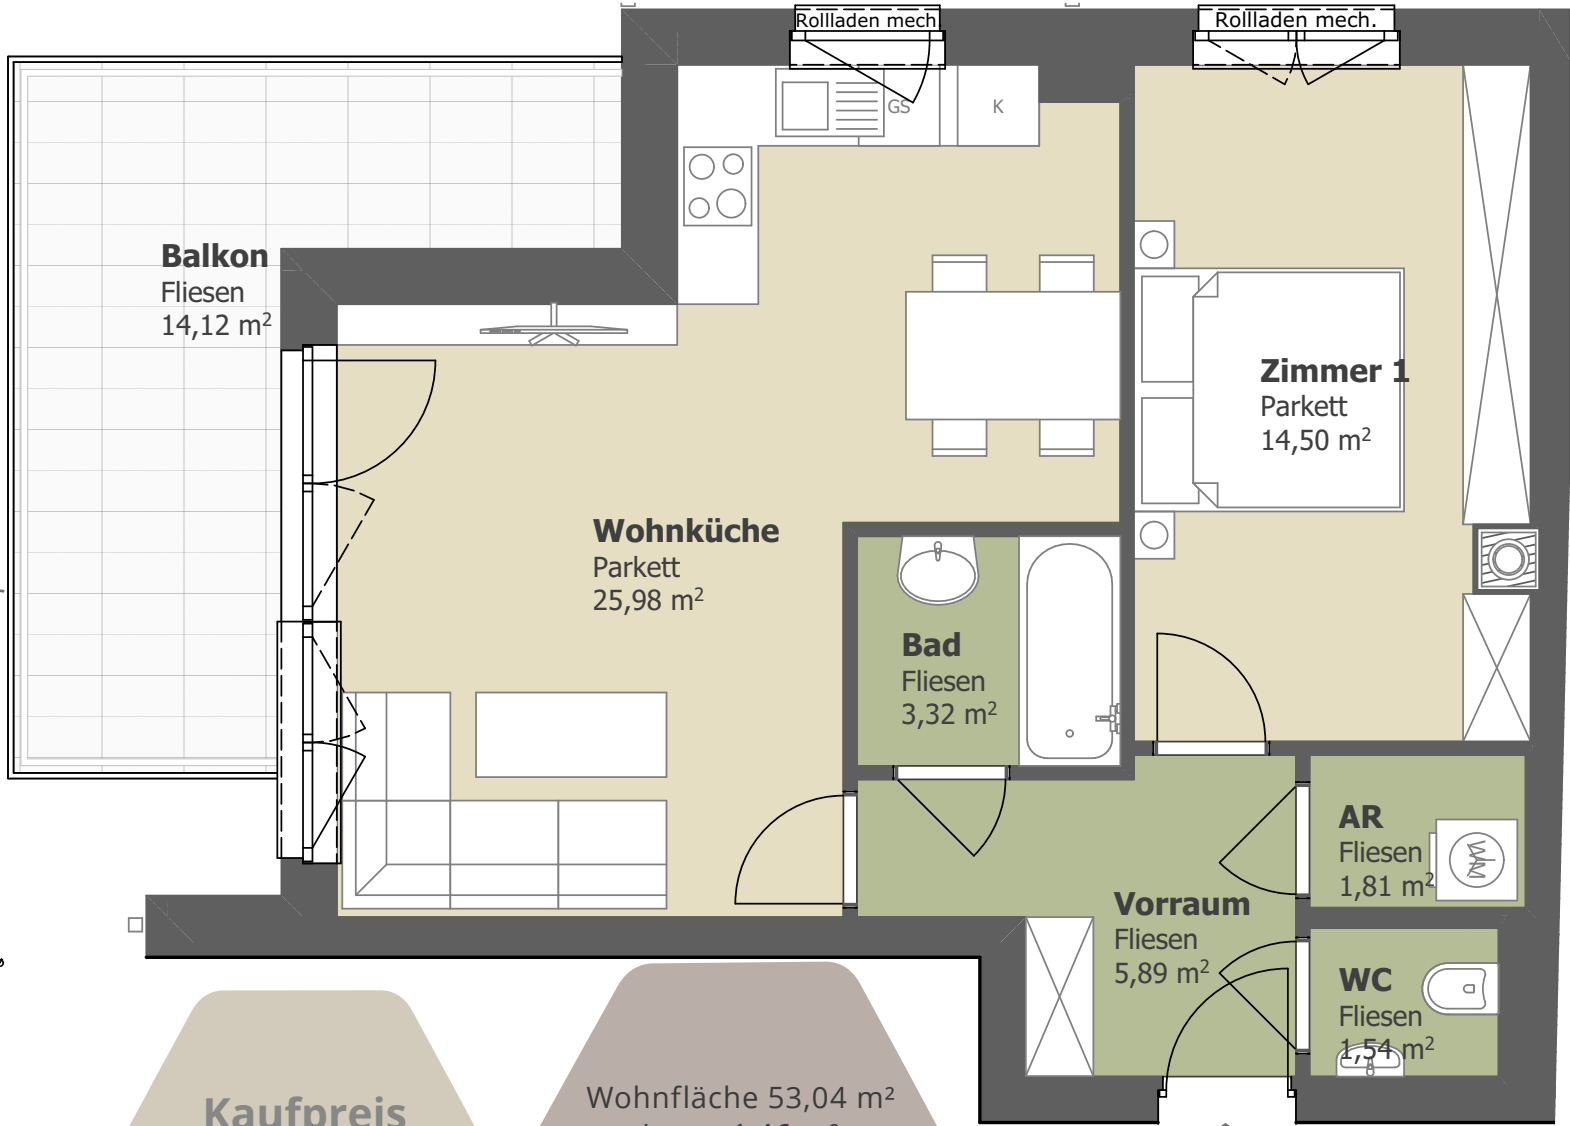 Rollladen mech.
Rollladen mech.
GS
K
Balkon
Fliesen
14,12 m²
Zimmer 1
Parkett
14,50 m²
Wohnküche
Parkett
25,98 m²
Bad
Fliesen
3,32 m²
AR
Fliesen
1,81 m²
WM
Vorraum
Fliesen
5,89 m²
WC
Fliesen
1,54 m²
Kaufpreis
Wohnfläche 53,04 m²